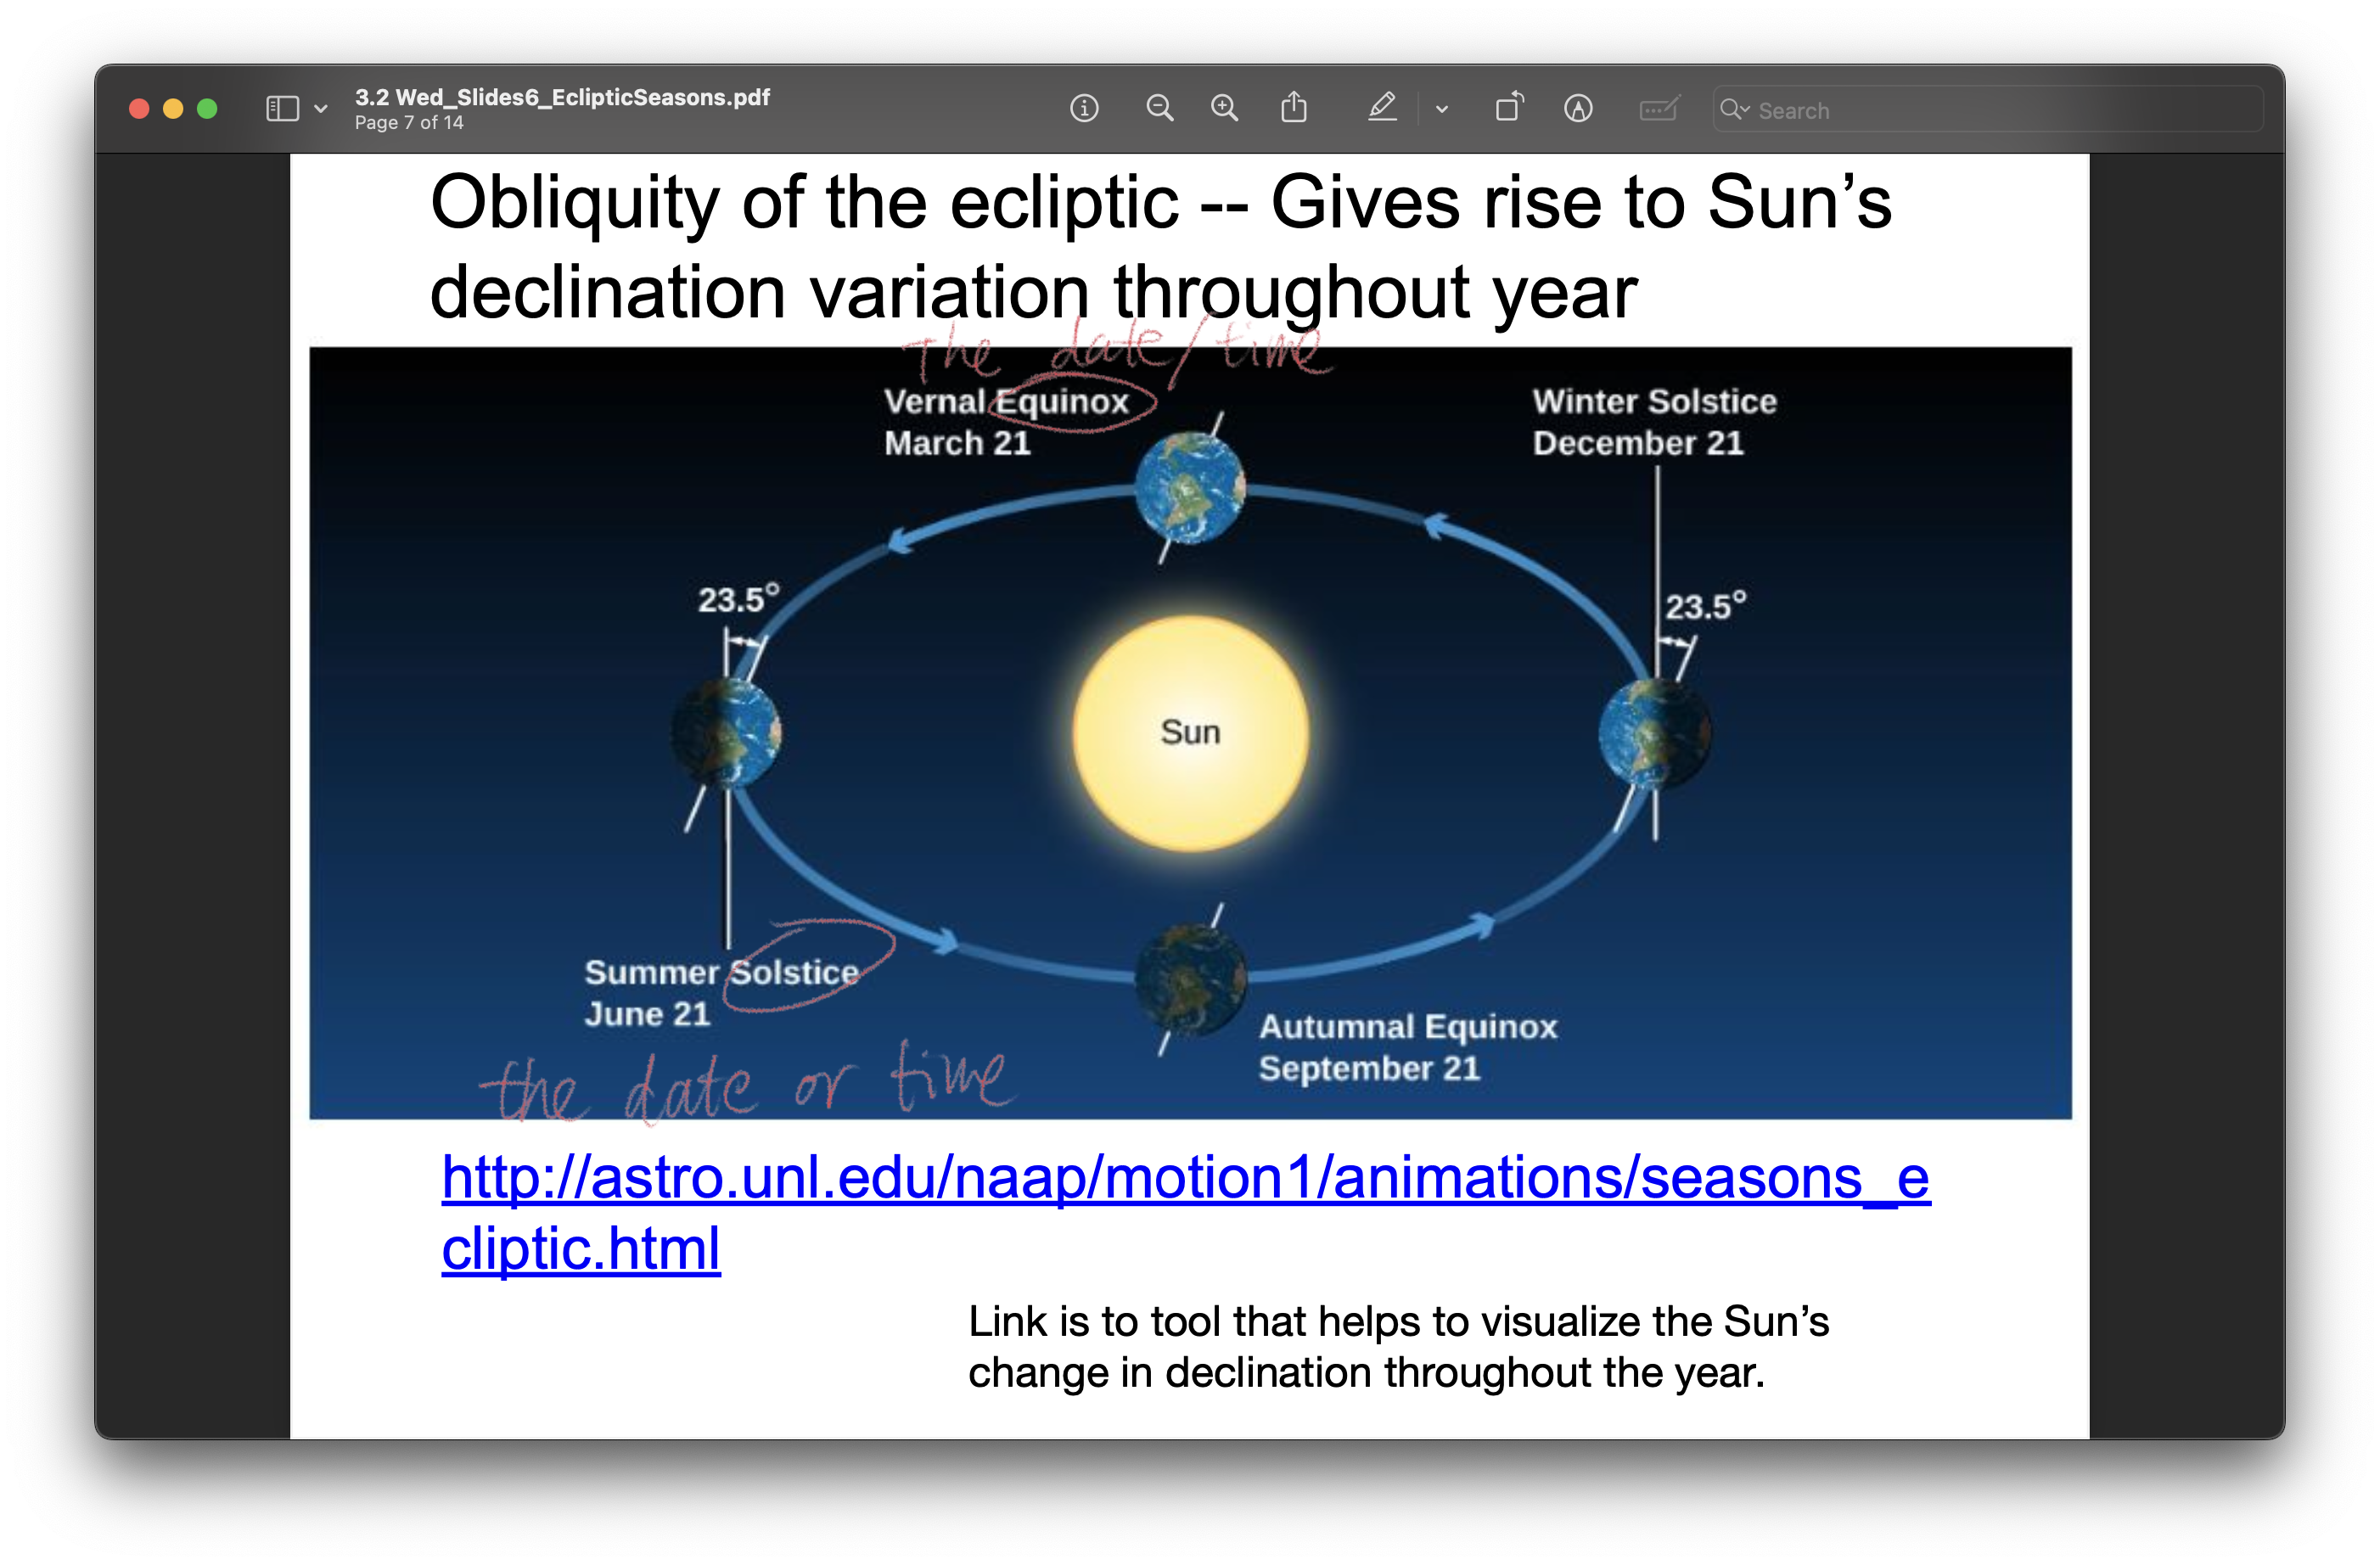 3.2 Wed_Slides6_EclipticSeasons.pdf
Page 7 of 14
Search
Obliquity of the ecliptic -- Gives rise to Sun’s
declination variation throughout year
The date/time
Vernal Equinox
March 21
Winter Solstice
December 21
23.5°
23.5°
Sun
Summer Solstice
June 21
Autumnal Equinox
September 21
the date or time
http://astro.unl.edu/naap/motion1/animations/seasons_e
cliptic.html
Link is to tool that helps to visualize the Sun’s
change in declination throughout the year.